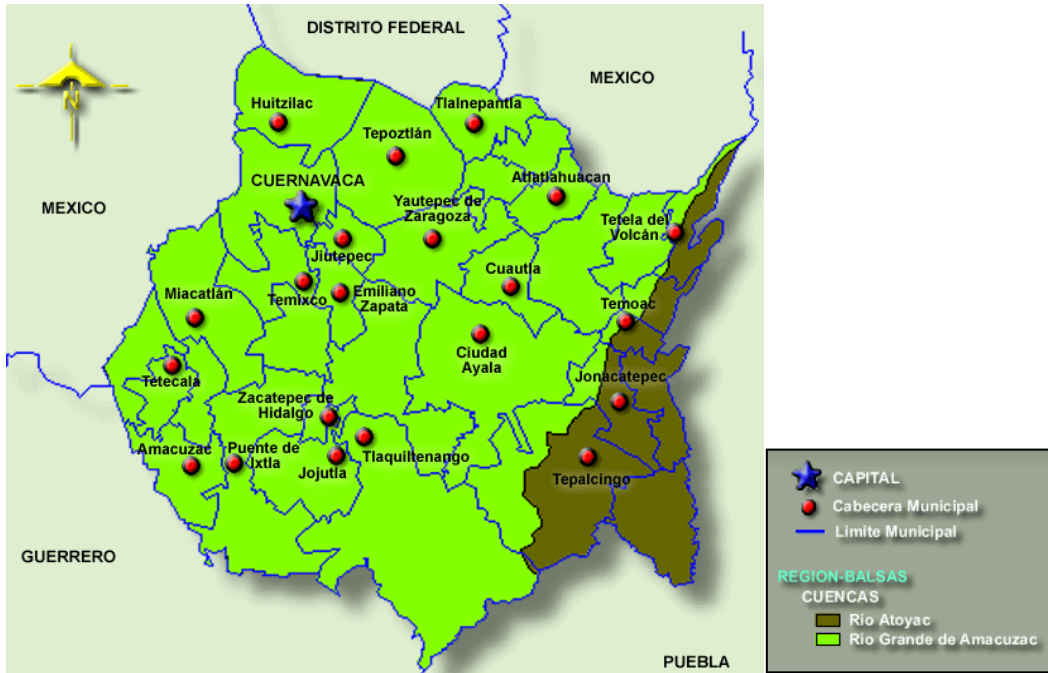 DISTRITO FEDERAL
MEXICO
N
Huitzilac
Tlalnepantla
Tepoztlán
CUERNAVACA
Atlatlahuacan
MEXICO
Yautepec de
Zaragoza
Tetela del
Volcán
Jiutepec
Cuautla
Miacatlán
Temixco
Emiliano
Zapata
Temoac
Ciudad
Ayala
Tetecala
Jonacatepec
Zacatepec de
Hidalgo
Amacuzac
Puente de
Ixtla
Jojutla
Tlaquiltenango
Tepalcingo
GUERRERO
PUEBLA
CAPITAL
Cabecera Municipal
Limite Municipal
REGION-BALSAS
CUENCAS
Río Atoyac
Río Grande de Amacuzac